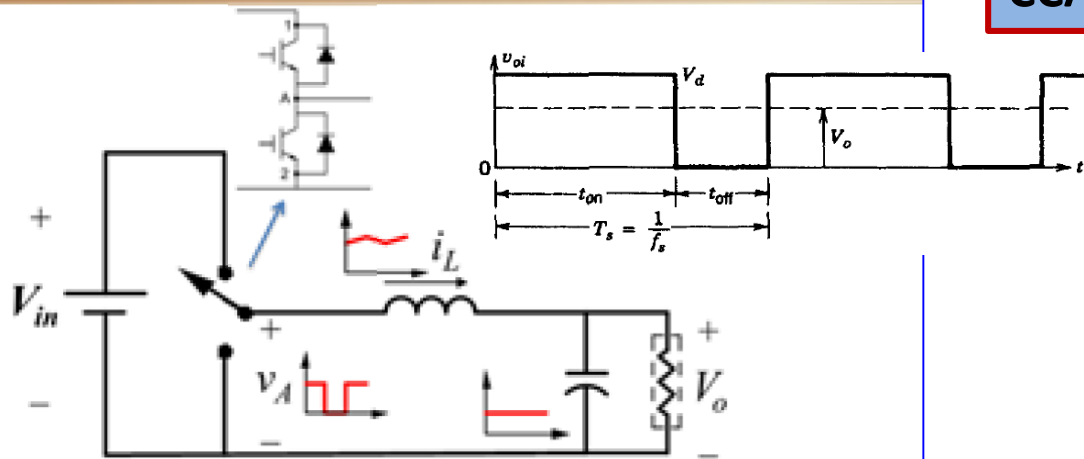 1
A
2
v_oi
V_d
V_o
0
t
t_on
t_off
T_s = 1/f_s
i_L
+
V_in
–
+
v_A
–
+
V_o
–